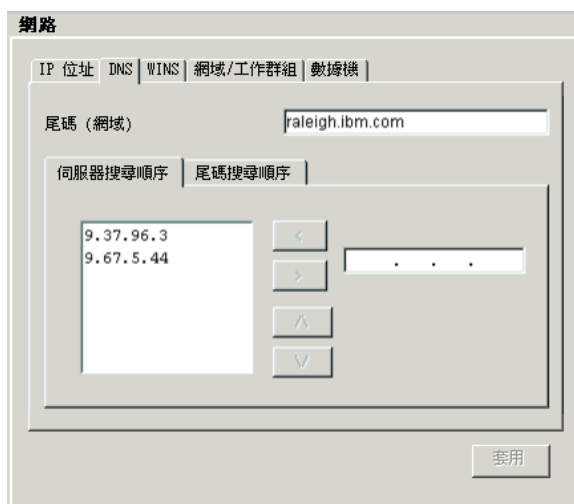 網路
IP 位址 DNS WINS 網域/工作群組 數據機
尾碼 (網域) raleigh.ibm.com
伺服器搜尋順序 尾碼搜尋順序
9.37.96.3
9.67.5.44
<
. . .
>
/\
\/
套用